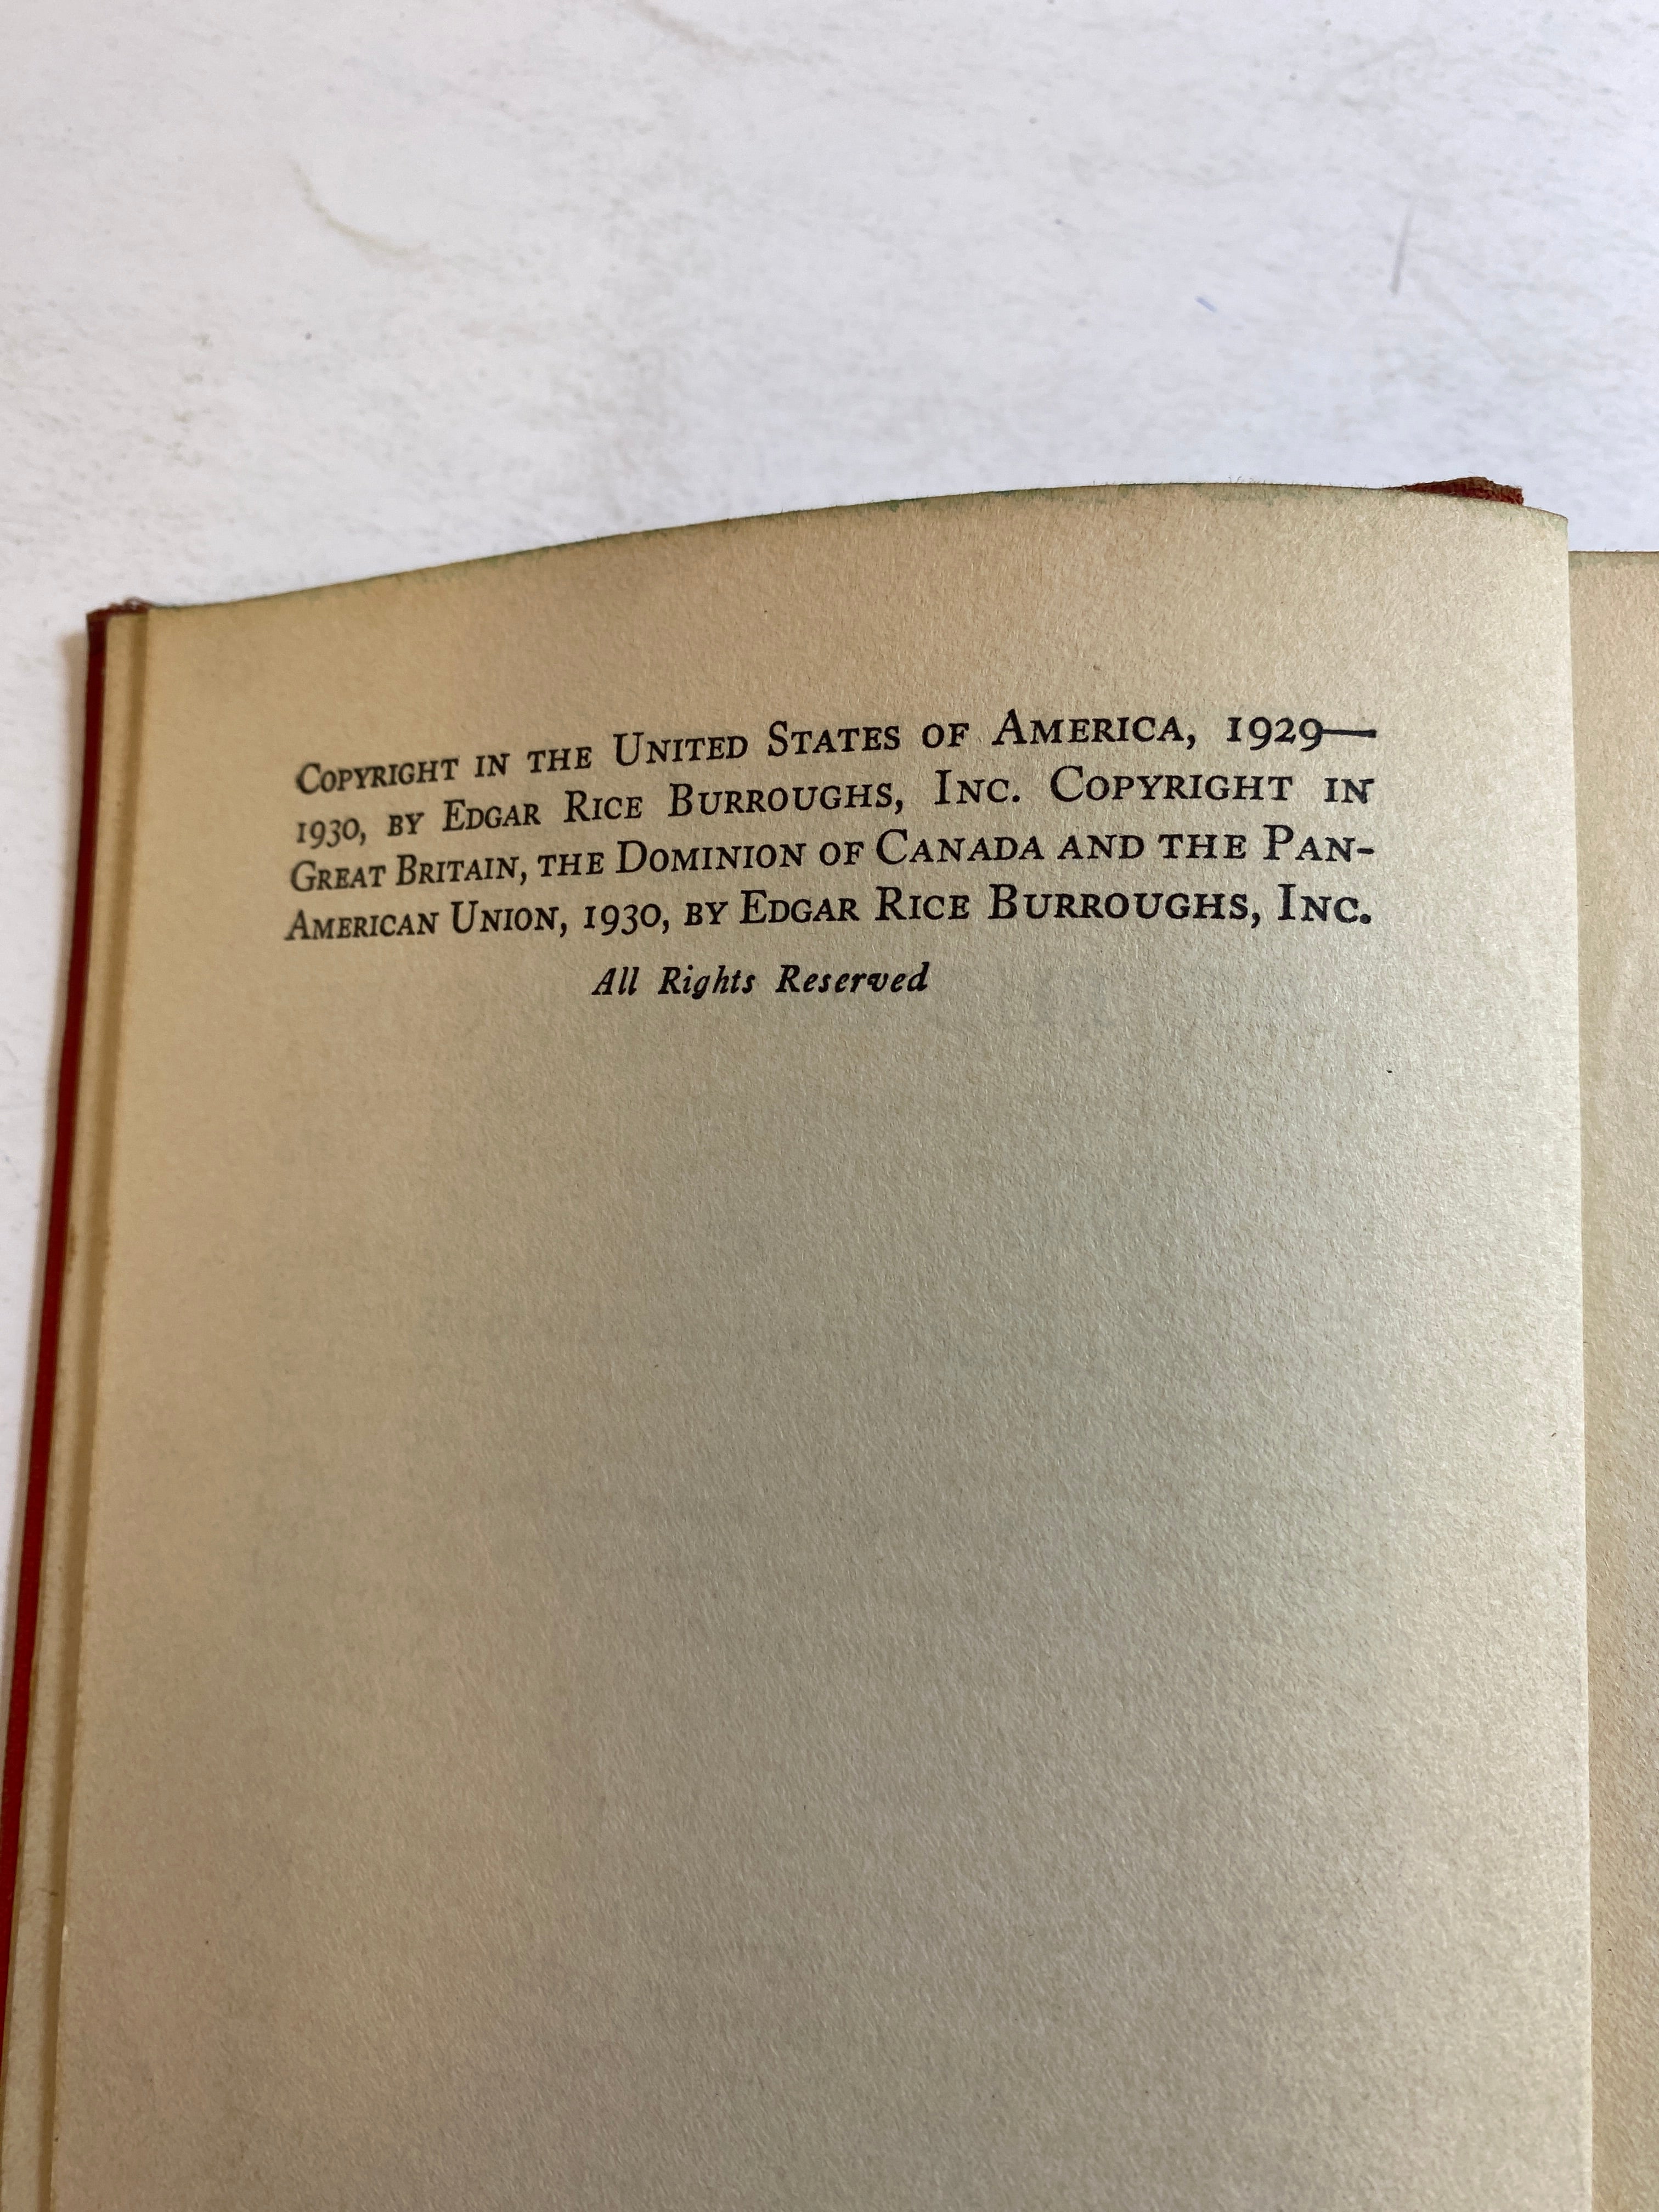 Copyright in the United States of America, 1929—
1930, by Edgar Rice Burroughs, Inc. Copyright in
Great Britain, the Dominion of Canada and the Pan-
American Union, 1930, by Edgar Rice Burroughs, Inc.
All Rights Reserved